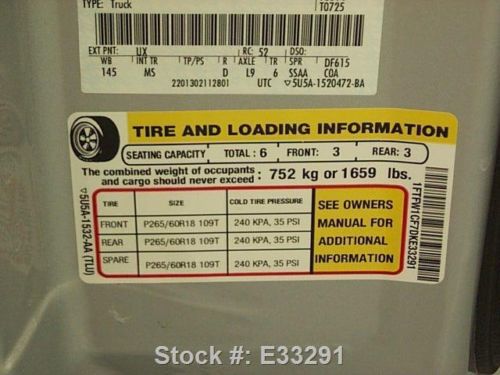 TYPE: Truck
T0725
EXT PNT: UX RC: 52 DSO:
WB INT TR TP/PS R AXLE TR SPR DF615
145 MS D L9 6 SSAA COA
2201302112801 UTC ▽5U5A-1520472-BA
TIRE AND LOADING INFORMATION
SEATING CAPACITY TOTAL : 6 FRONT: 3 REAR: 3
The combined weight of occupants
and cargo should never exceed : 752 kg or 1659 lbs.
TIRE SIZE COLD TIRE PRESSURE
FRONT P265/60R18 109T 240 KPA, 35 PSI
REAR P265/60R18 109T 240 KPA, 35 PSI
SPARE P265/60R18 109T 240 KPA, 35 PSI
SEE OWNERS
MANUAL FOR
ADDITIONAL
INFORMATION
▽5U5A-1532-AA (TLU)
1FTFW1CF7DKE33291
Stock #: E33291